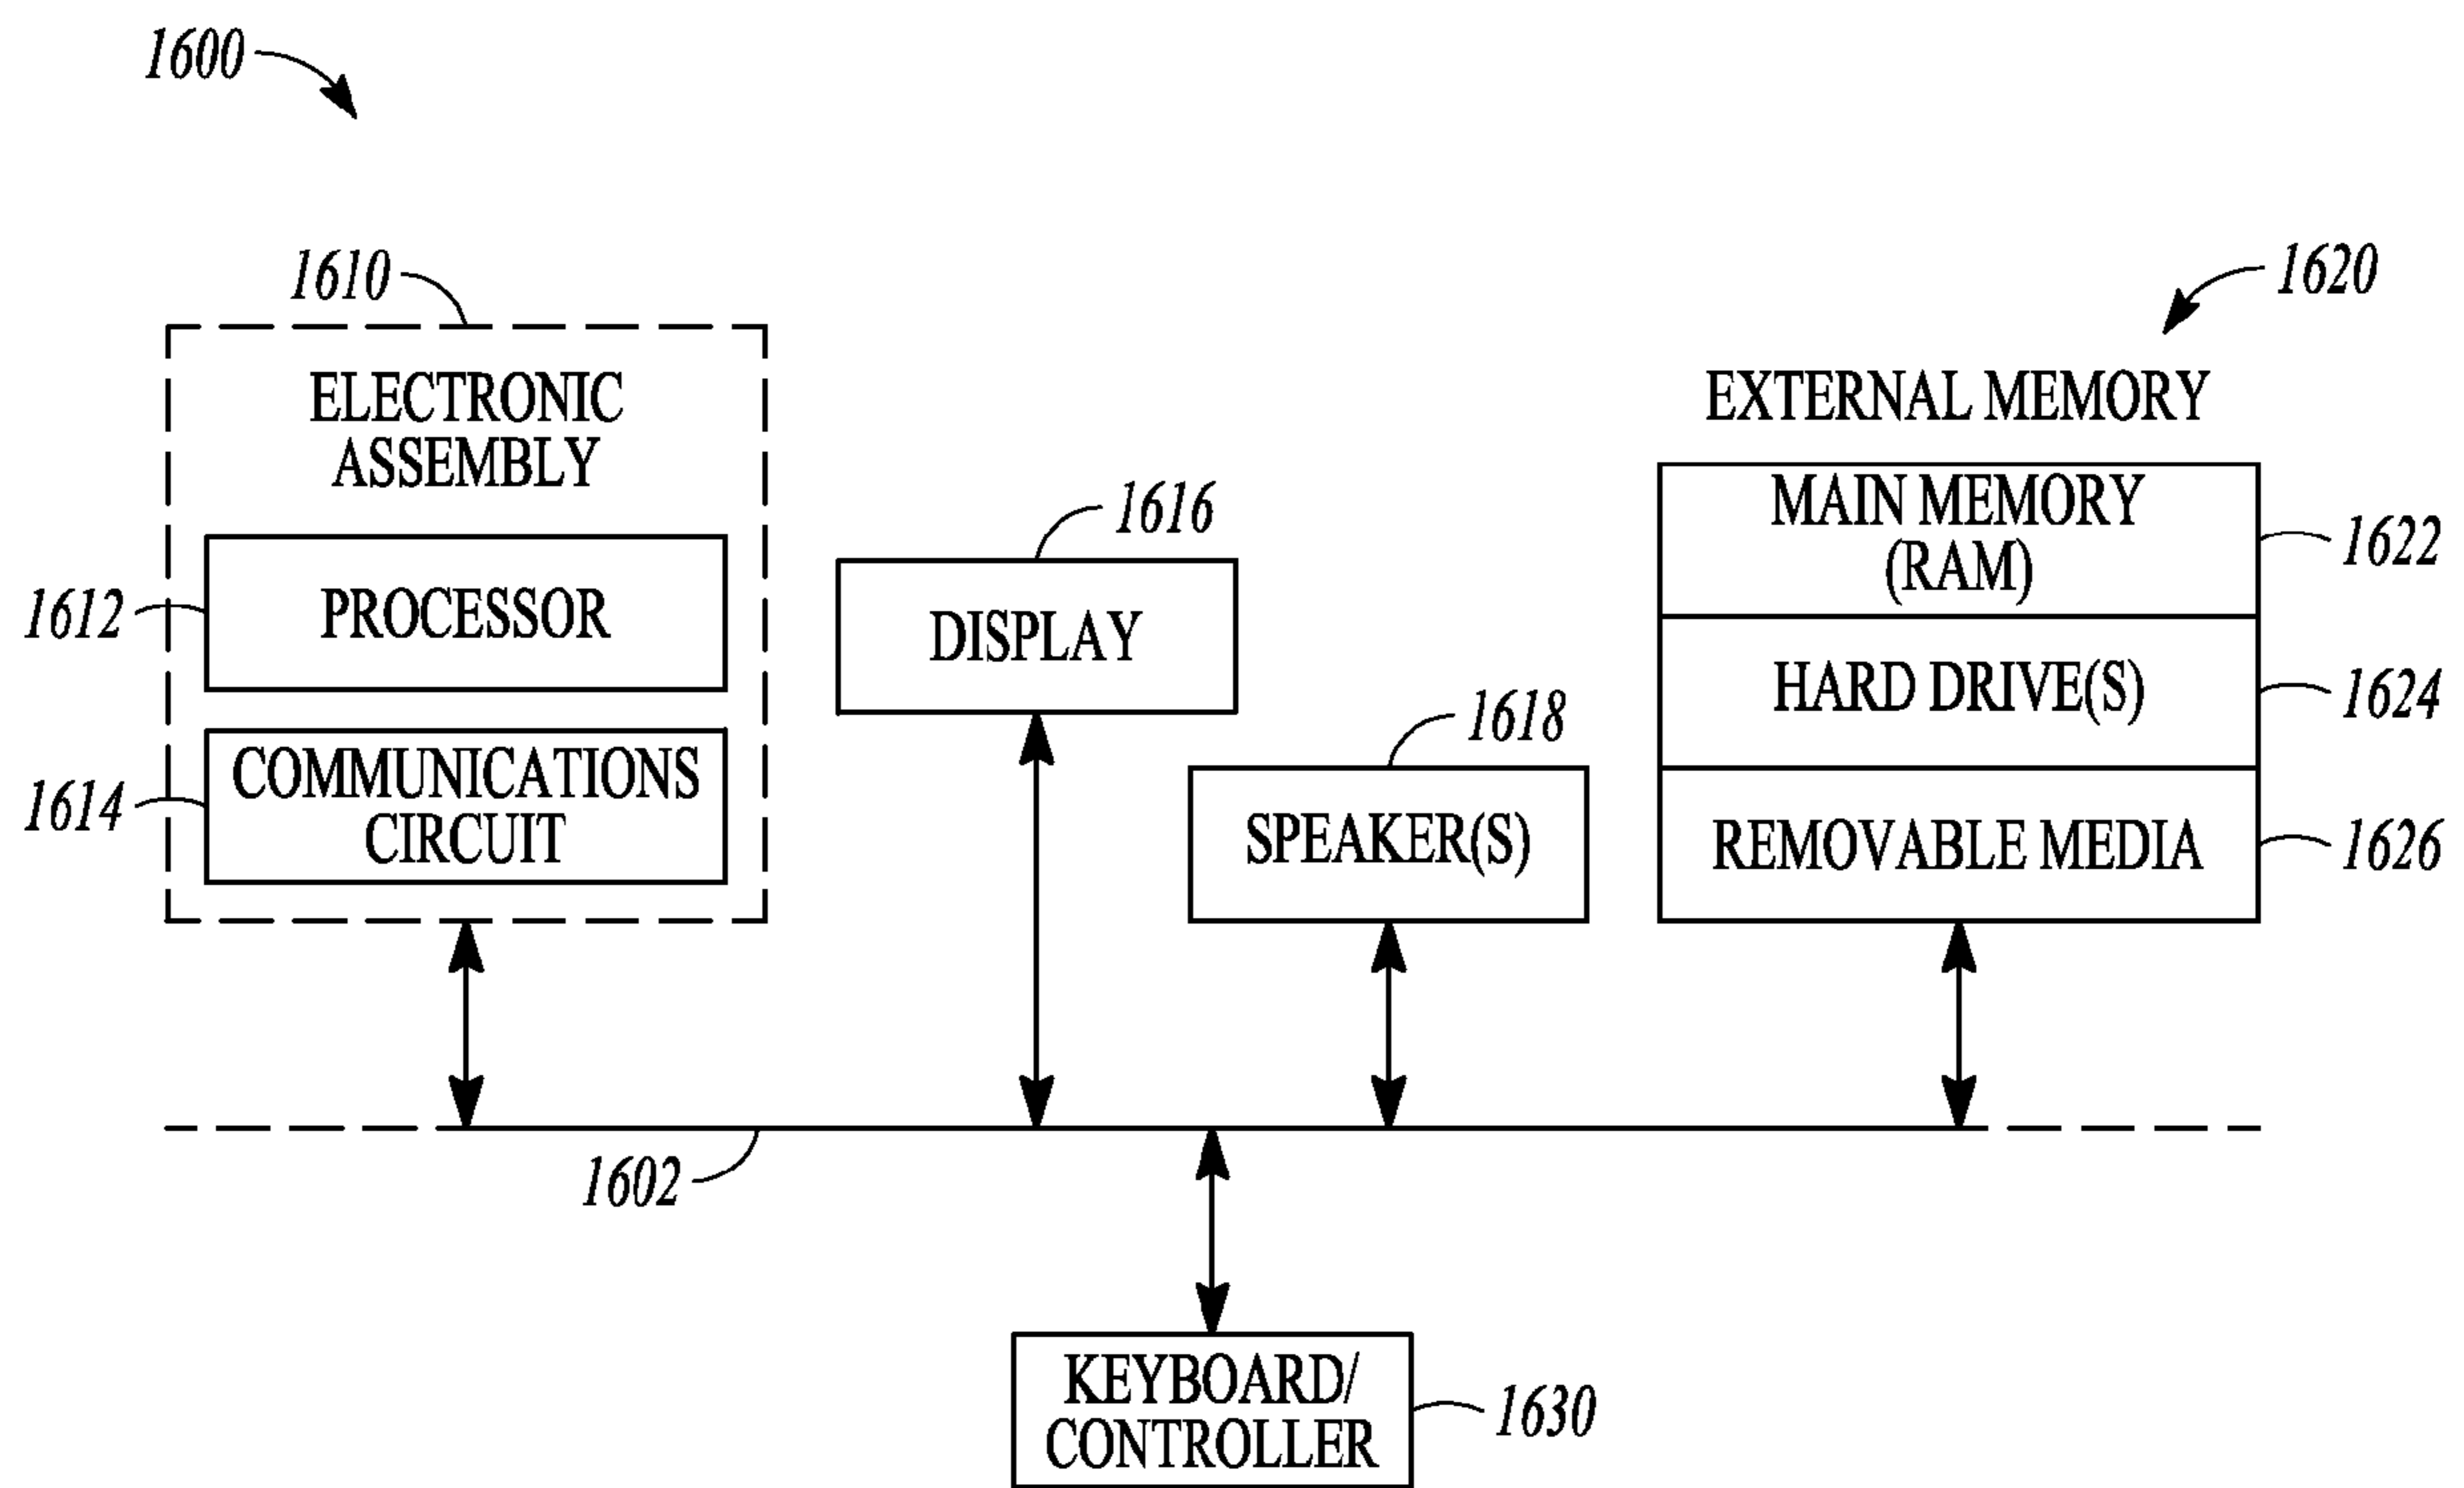 1600
1610
1620
ELECTRONIC
ASSEMBLY
EXTERNAL MEMORY
1616
MAIN MEMORY
(RAM)
1622
1612
PROCESSOR
DISPLAY
HARD DRIVE(S)
1624
1618
1614
COMMUNICATIONS
CIRCUIT
SPEAKER(S)
REMOVABLE MEDIA
1626
1602
KEYBOARD/
CONTROLLER
1630